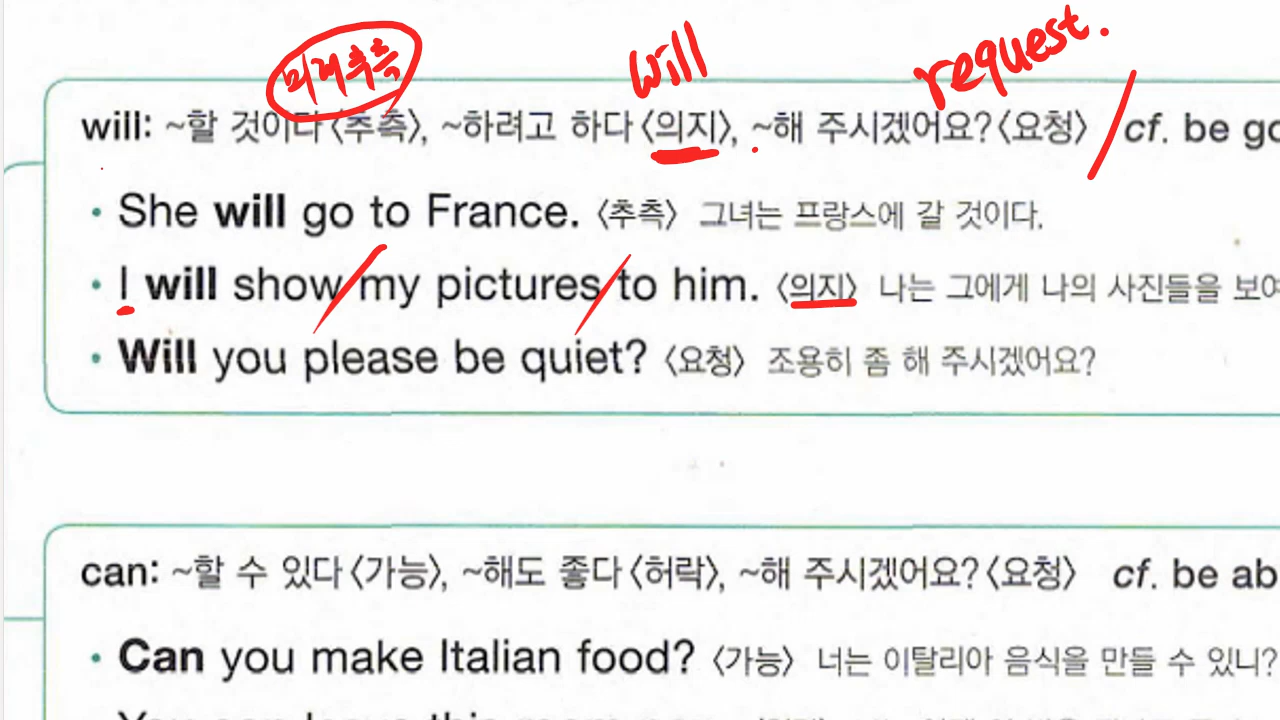 미래추측 will request.
will: ~할 것이다〈추측〉, ~하려고 하다〈의지〉, ~해 주시겠어요?〈요청〉 cf. be go
• She will go to France. 〈추측〉 그녀는 프랑스에 갈 것이다.
• I will show my pictures to him. 〈의지〉 나는 그에게 나의 사진들을 보여
• Will you please be quiet? 〈요청〉 조용히 좀 해 주시겠어요?
can: ~할 수 있다〈가능〉, ~해도 좋다〈허락〉, ~해 주시겠어요?〈요청〉 cf. be ab
• Can you make Italian food? 〈가능〉 너는 이탈리아 음식을 만들 수 있니?